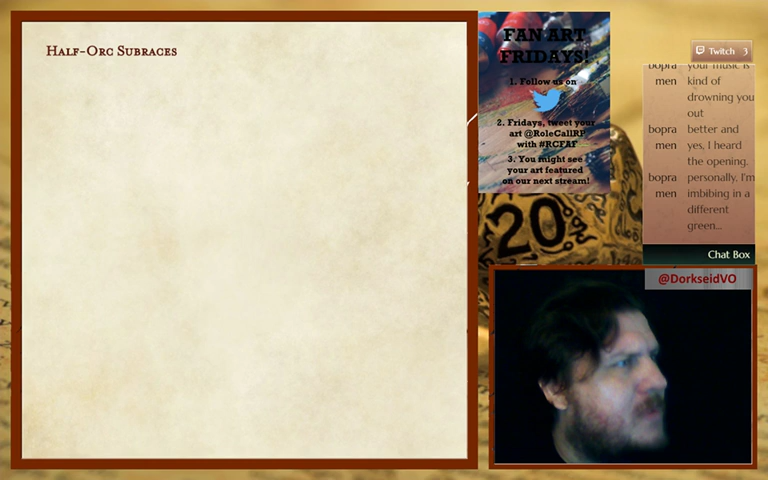 Half-Orc Subraces
FAN ART
FRIDAYS!
1. Follow us on
2. Fridays, tweet your
art @RoleCallRP
with #RCFAF
3. You might see
your art featured
on our next stream!
20
Twitch 3
bopra your music is
men kind of
drowning you
out
bopra better and
men yes, I heard
the opening.
bopra personally, I'm
men imbibing in a
different
green...
Chat Box
@DorkseidVO